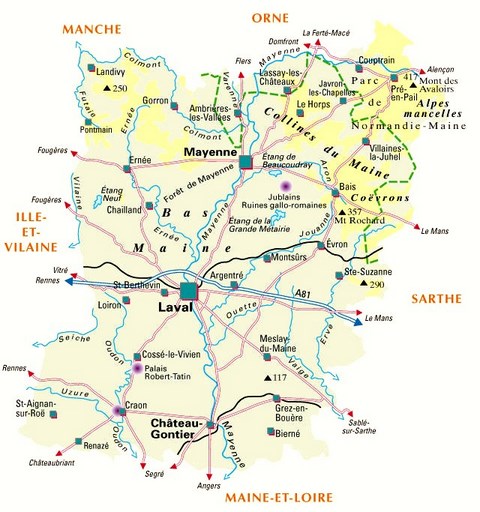 ORNE
MANCHE
La Ferté-Macé
Domfront
Mayenne
Colmont
Flers
Couptrain
Alençon
Landivy
250
Lassay-les-
Châteaux
Varenne
Javron-
les-Chapelles
Parc
417
Mont des
Avaloirs
Pré-
en-Pail
Futaie
Gorron
Ambrières-
les-Vallées
Le Horps
de
Alpes
mancelles
Pontmain
Ernée
Colmont
Collines du Maine
Normandie-Maine
Fougères
Mayenne
Villaines-
la-Juhel
Étang de
Beaucoudray
Ernée
Forêt de Mayenne
Aron
Vilaine
Étang
Neuf
Jublains
Ruines gallo-romaines
Bais
Coëvrons
Fougères
Chailland
Bas
Mayenne
357
Mt Rochard
ILLE-
ET-
VILAINE
Étang de la
Grande Métairie
Le Mans
Ernée
Jouanne
Maine
Évron
Montsûrs
Vitré
Rennes
St-Berthevin
Argentré
Ste-Suzanne
290
SARTHE
Loiron
Laval
A81
Ouette
Le Mans
Seiche
Oudon
Erve
Cossé-le-Vivien
Meslay-
du-Maine
Vaige
Rennes
Palais
Robert-Tatin
117
Uzure
St-Aignan-
sur-Roë
Craon
Grez-en-
Bouère
Sablé-
sur-Sarthe
Château-
Gontier
Renazé
Oudon
Bierné
Mayenne
Châteaubriant
Segré
Angers
MAINE-ET-LOIRE